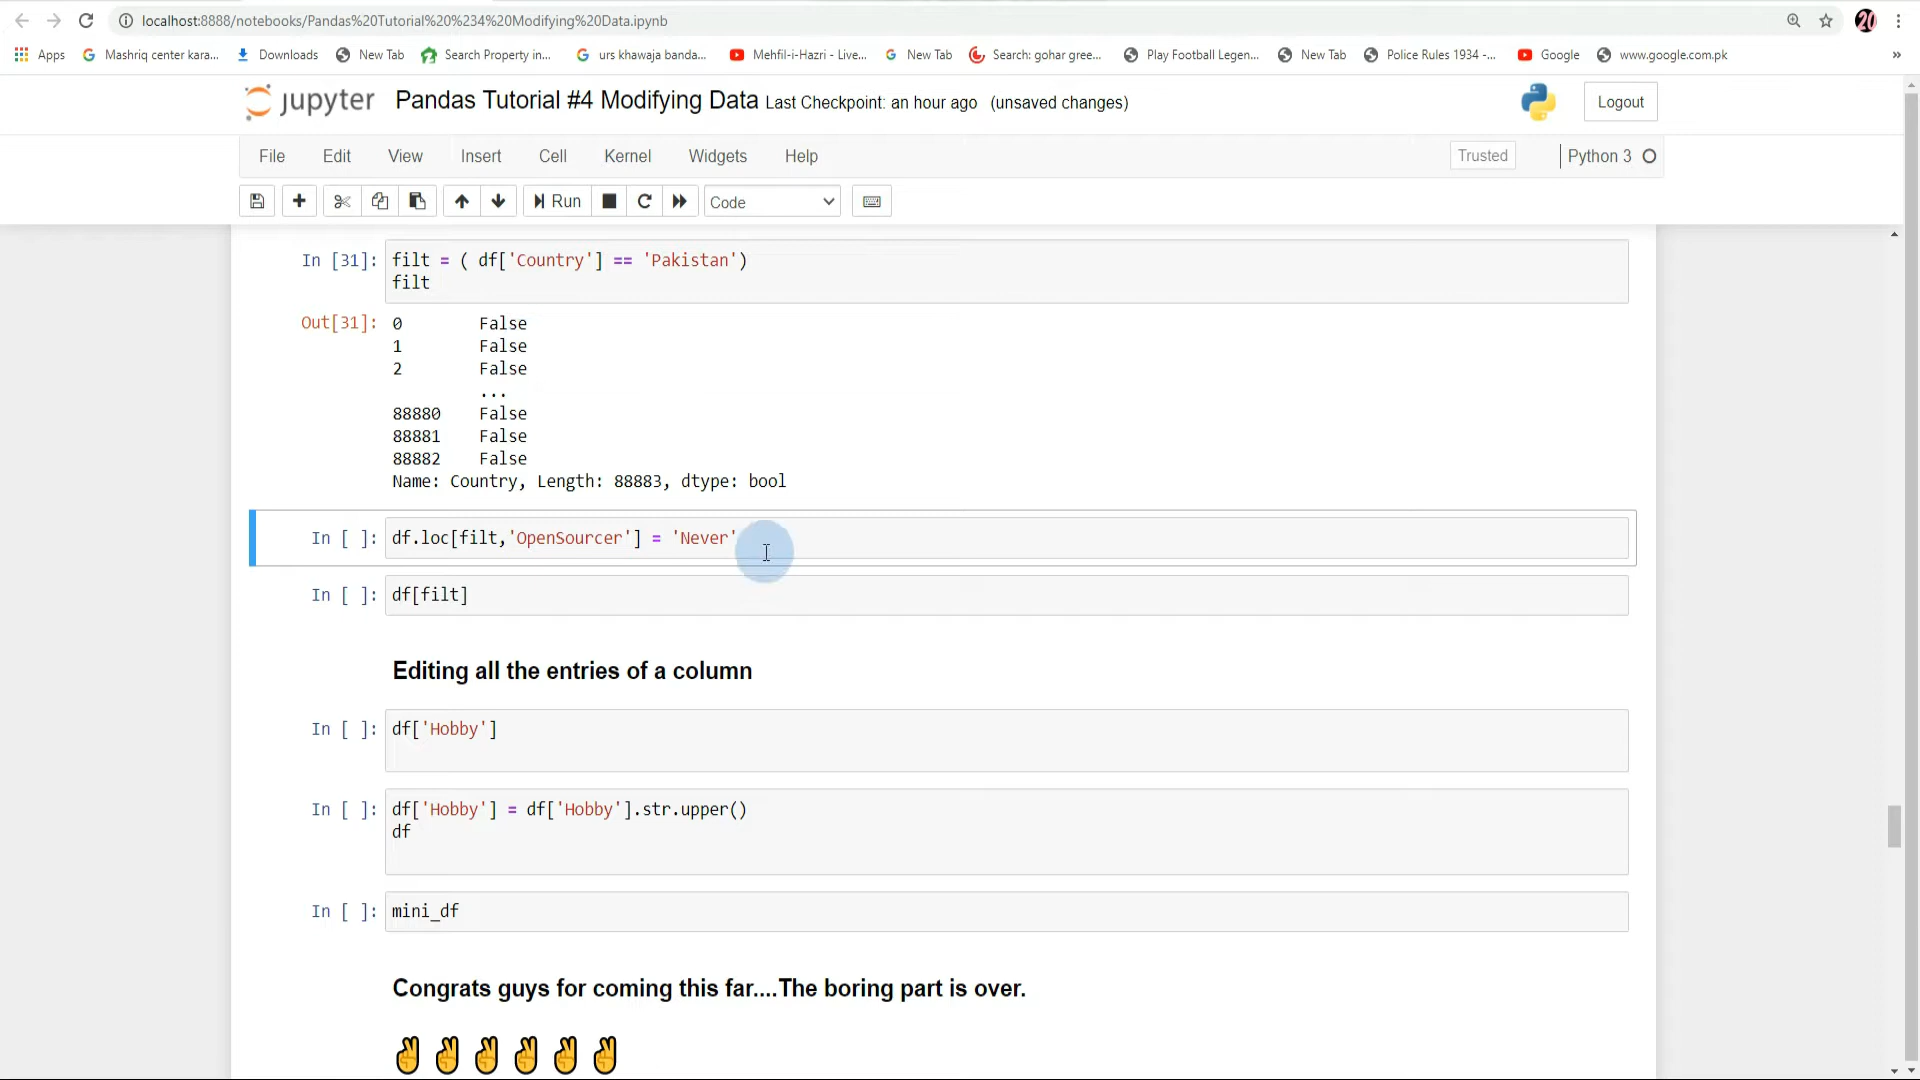 localhost:8888/notebooks/Pandas%20Tutorial%20%234%20Modifying%20Data.ipynb
20
Apps Mashriq center kara... Downloads New Tab Search Property in... urs khawaja banda... Mehfil-i-Hazri - Live... New Tab Search: gohar gree... Play Football Legen... New Tab Police Rules 1934 -... Google www.google.com.pk »
jupyter Pandas Tutorial #4 Modifying Data Last Checkpoint: an hour ago (unsaved changes) Logout
File Edit View Insert Cell Kernel Widgets Help Trusted Python 3
Run Code
In [31]: filt = ( df['Country'] == 'Pakistan')
filt
Out[31]: 0 False
1 False
2 False
...
88880 False
88881 False
88882 False
Name: Country, Length: 88883, dtype: bool
In [ ]: df.loc[filt,'OpenSourcer'] = 'Never'
In [ ]: df[filt]
Editing all the entries of a column
In [ ]: df['Hobby']
In [ ]: df['Hobby'] = df['Hobby'].str.upper()
df
In [ ]: mini_df
Congrats guys for coming this far....The boring part is over.